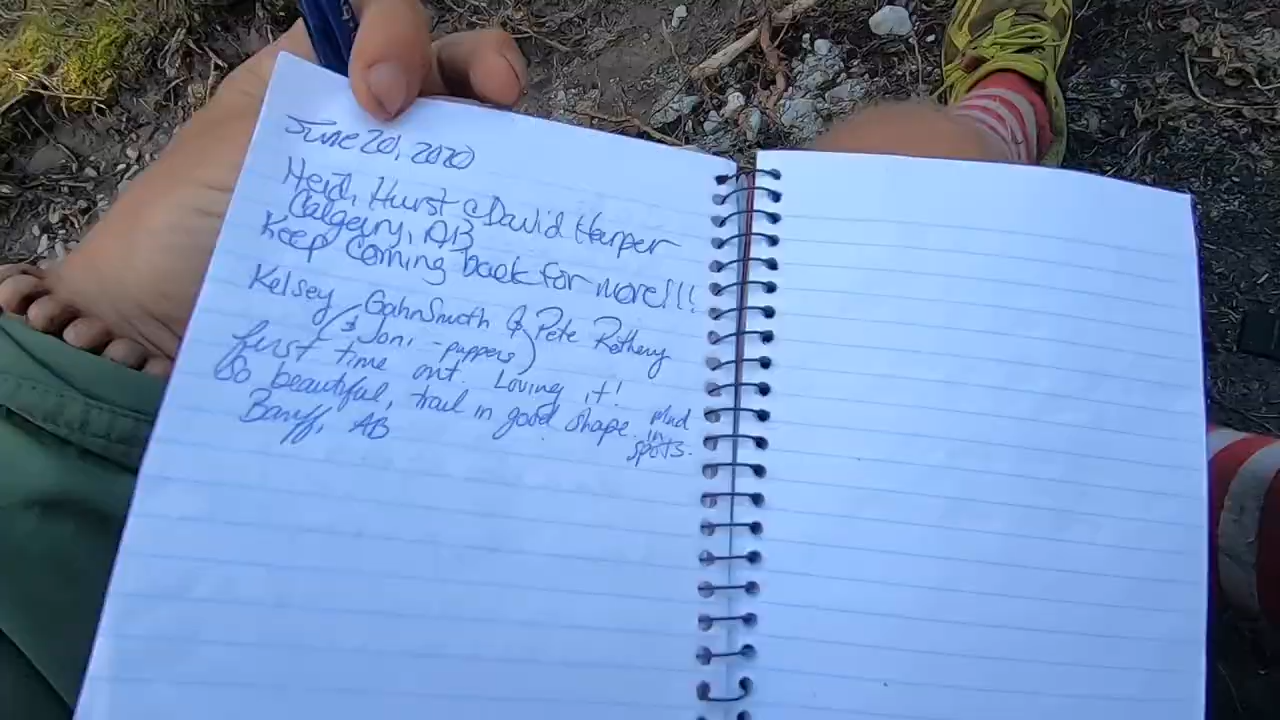 June 20, 2020
Heidi Hurst & David Harper
Calgary, AB
Keep Coming back for more!!!
Kelsey GahnSmith & Pete Rothery
(& Joni - puppers)
first time out. Loving it!
So beautiful, trail in good shape. Mud
in
spots.
Banff, AB